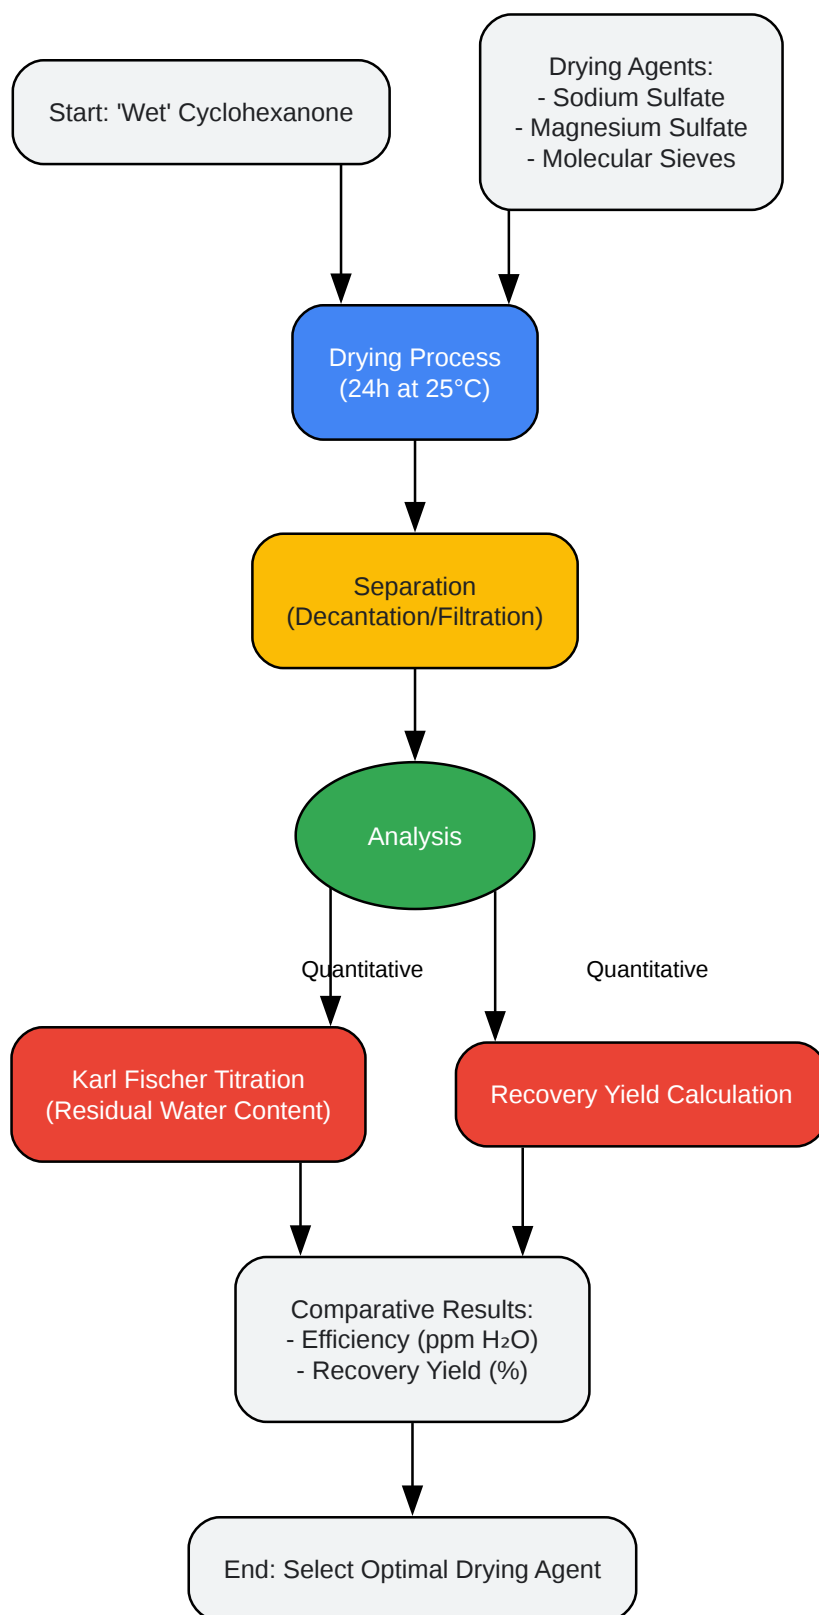 Start: 'Wet' Cyclohexanone
Drying Agents:
- Sodium Sulfate
- Magnesium Sulfate
- Molecular Sieves
Drying Process
(24h at 25°C)
Separation
(Decantation/Filtration)
Analysis
Quantitative
Quantitative
Karl Fischer Titration
(Residual Water Content)
Recovery Yield Calculation
Comparative Results:
- Efficiency (ppm H₂O)
- Recovery Yield (%)
End: Select Optimal Drying Agent